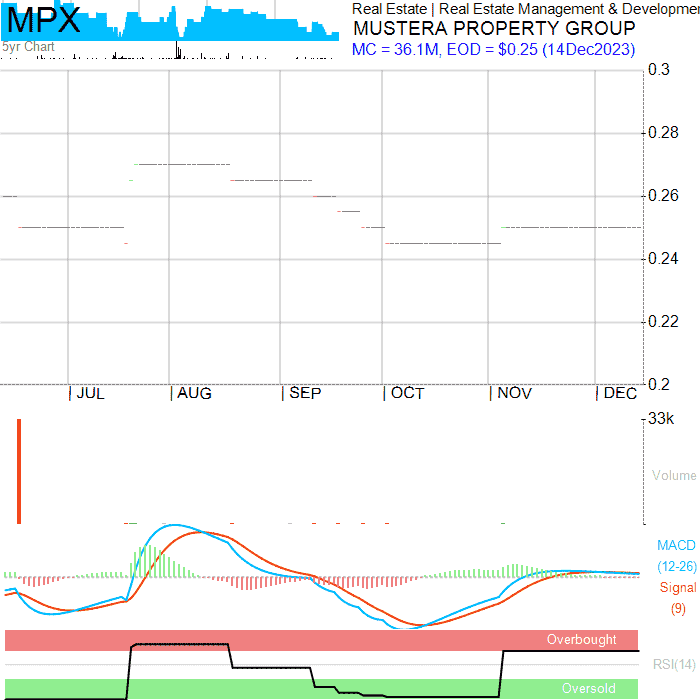 MPX
5yr Chart
Real Estate | Real Estate Management & Developmen
MUSTERA PROPERTY GROUP
MC = 36.1M, EOD = $0.25 (14Dec2023)
0.3
0.28
0.26
0.24
0.22
0.2
JUL AUG SEP OCT NOV DEC
33k
Volume
MACD
(12-26)
Signal
(9)
Overbought
RSI(14)
Oversold